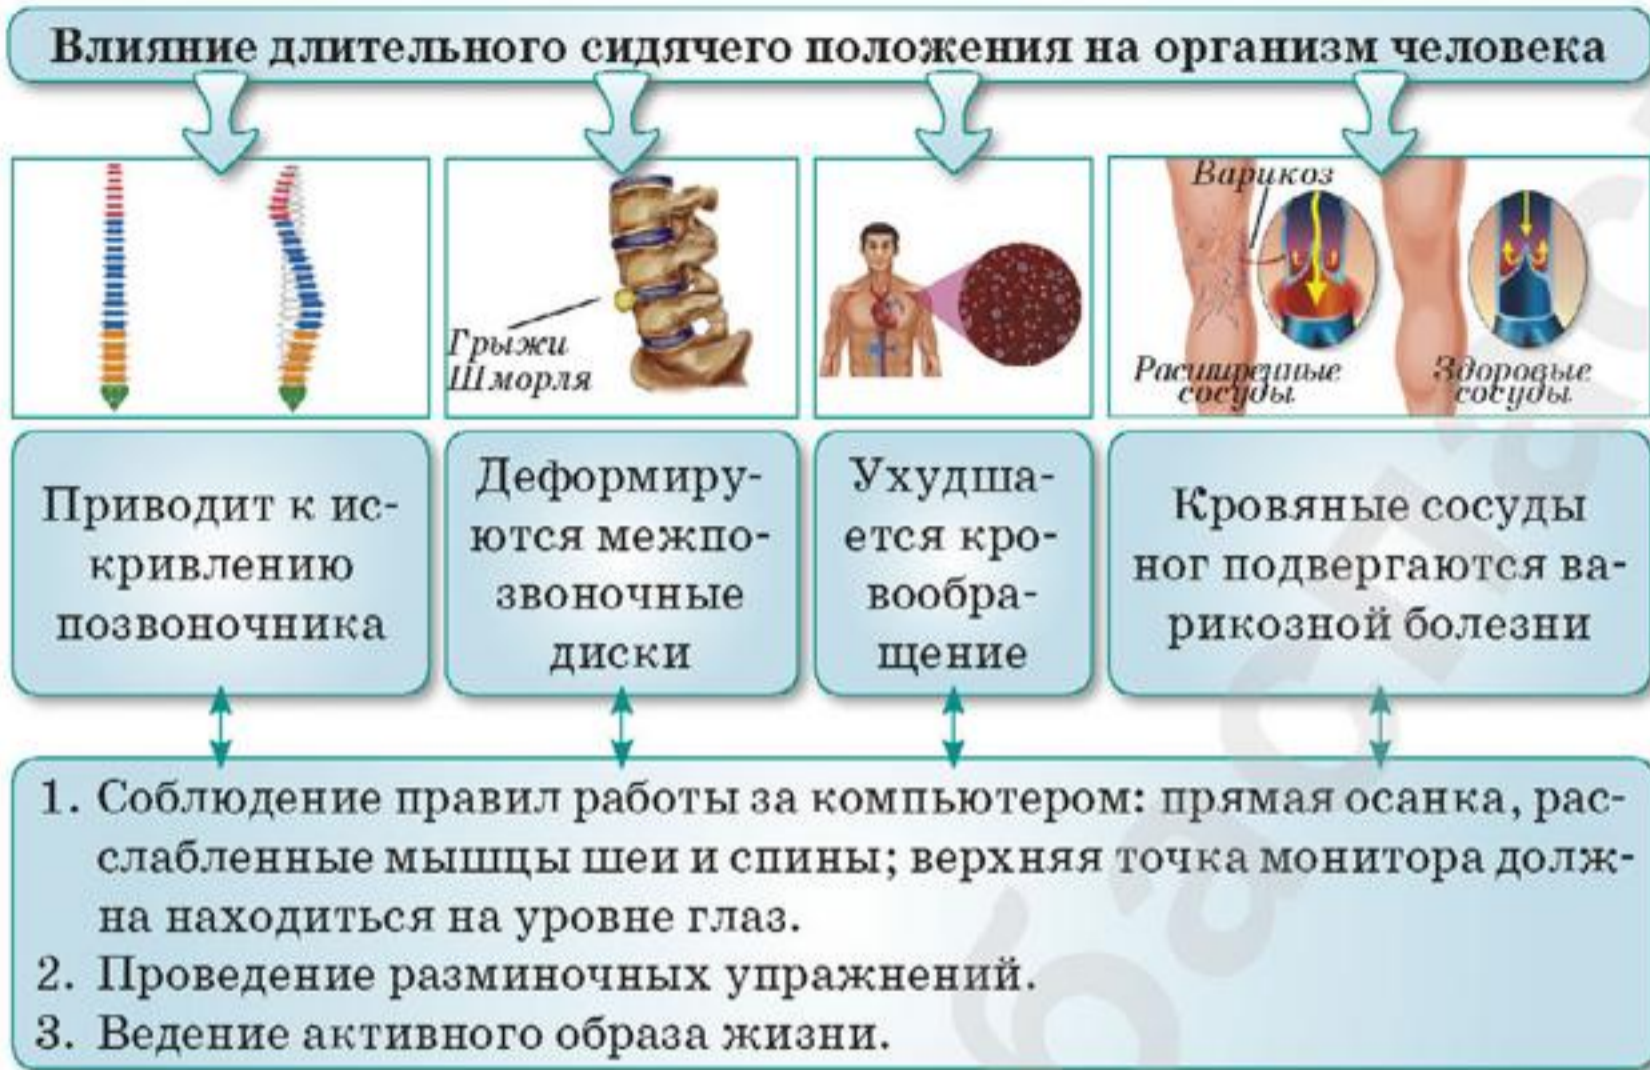 Влияние длительного сидячего положения на организм человека
Грыжи
Шморля
Варикоз
Расширенные
сосуды
Здоровые
сосуды
Приводит к ис-
кривлению
позвоночника
Деформиру-
ются межпо-
звоночные
диски
Ухудша-
ется кро-
вообра-
щение
Кровяные сосуды
ног подвергаются ва-
рикозной болезни
1. Соблюдение правил работы за компьютером: прямая осанка, рас-
слабленные мышцы шеи и спины; верхняя точка монитора долж-
на находиться на уровне глаз.
2. Проведение разминочных упражнений.
3. Ведение активного образа жизни.